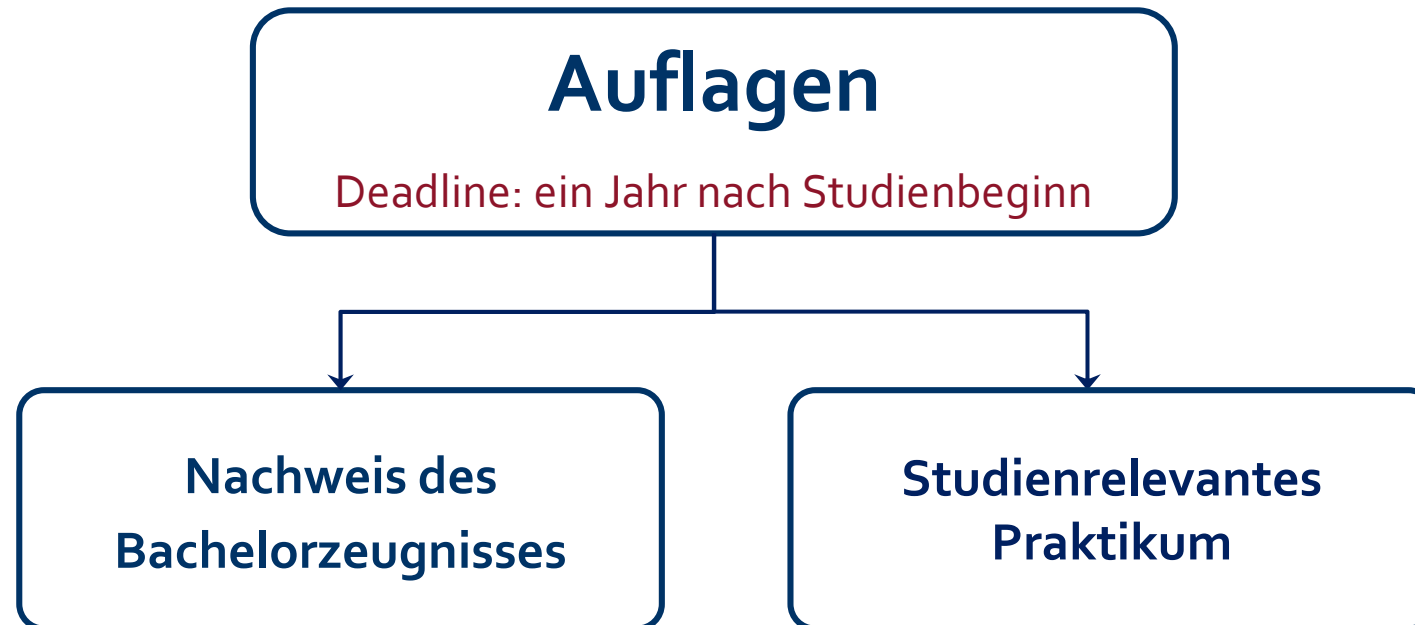 Auflagen
Deadline: ein Jahr nach Studienbeginn
Nachweis des
Bachelorzeugnisses
Studienrelevantes
Praktikum